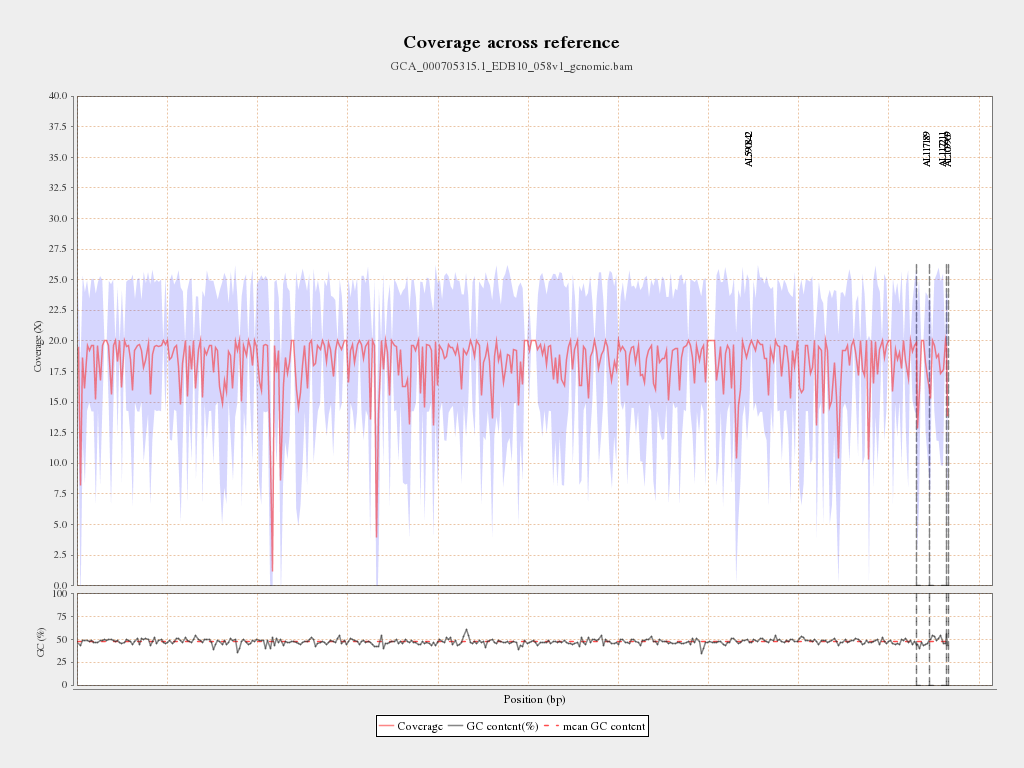 Coverage across reference
GCA_000705315.1_EDB10_058v1_genomic.bam
40.0
37.5
35.0
32.5
30.0
27.5
25.0
22.5
20.0
17.5
15.0
12.5
10.0
7.5
5.0
2.5
0.0
Coverage (X)
AL590842
AL117189
AL117211
100
75
50
25
0
GC (%)
Position (bp)
Coverage GC content(%) mean GC content